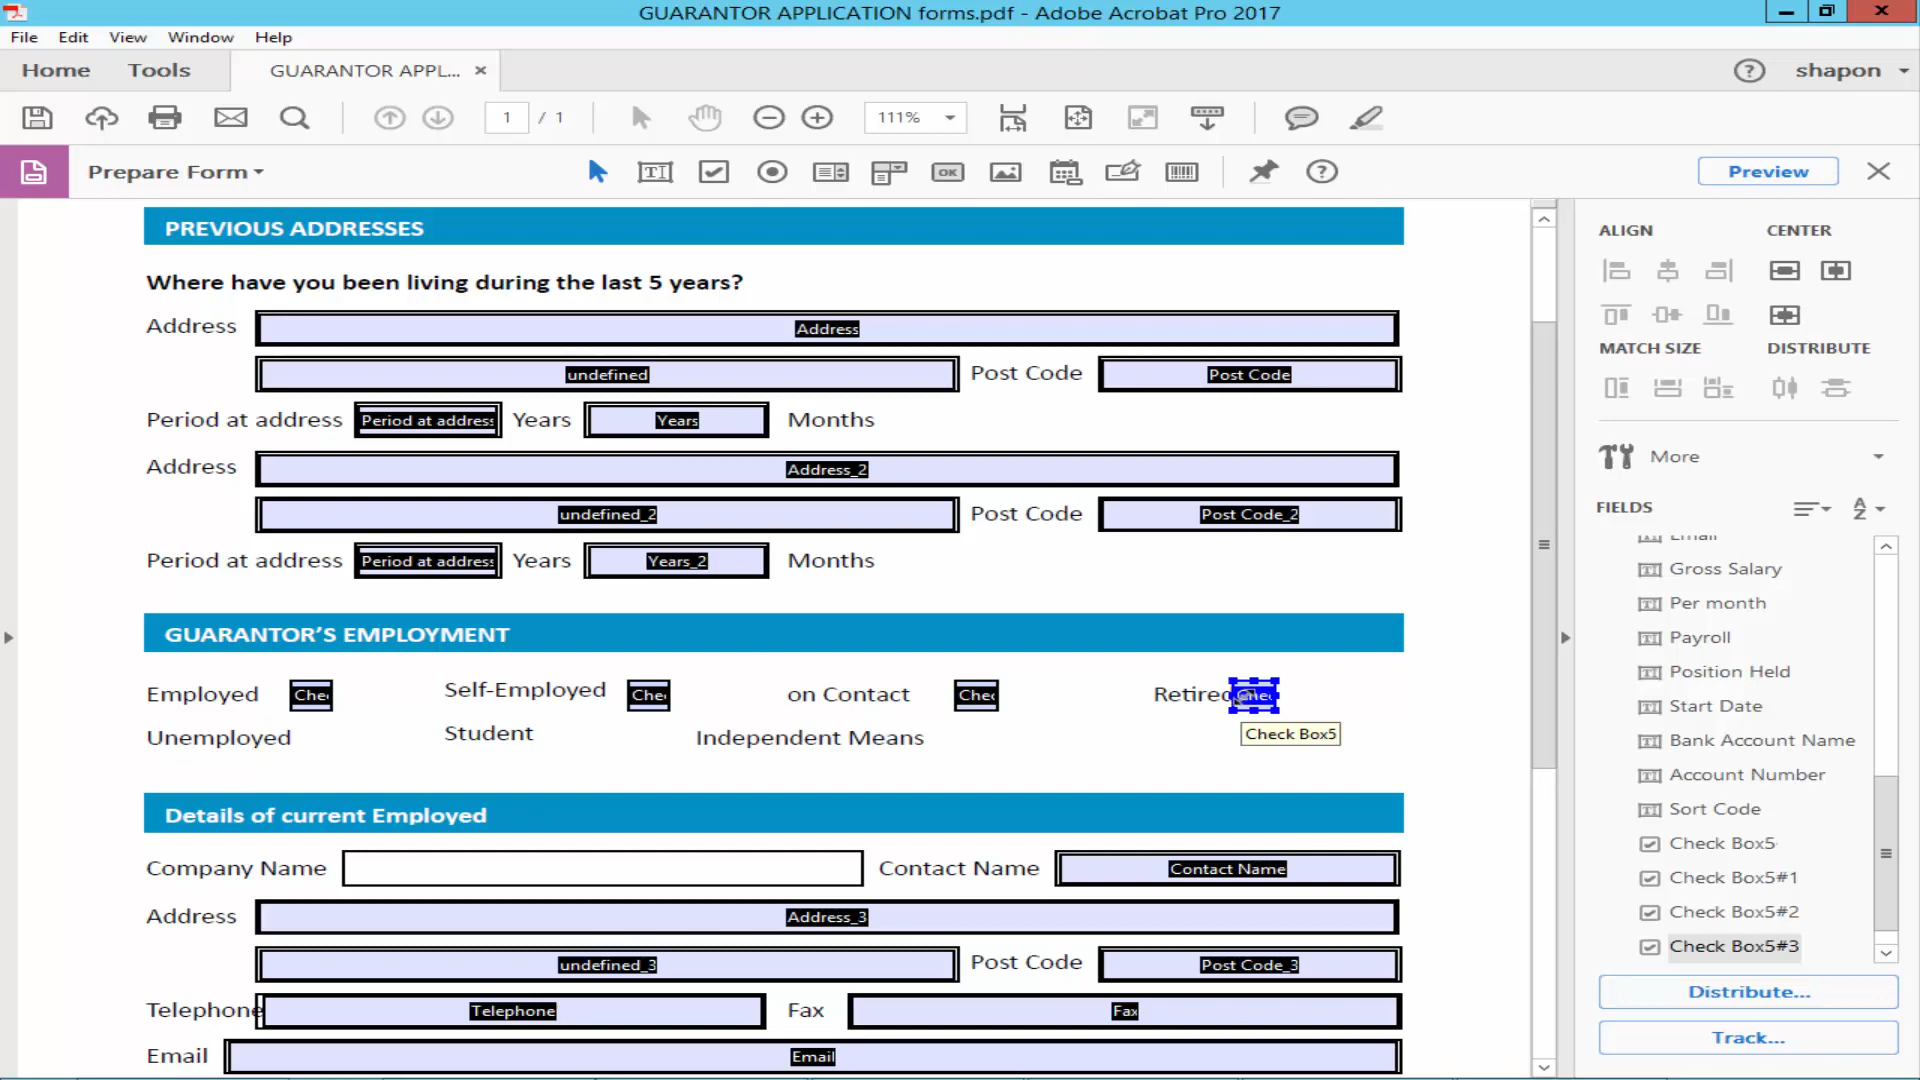 GUARANTOR APPLICATION forms.pdf - Adobe Acrobat Pro 2017
File Edit View Window Help
Home Tools GUARANTOR APPL... × ? shapon
1 / 1 111%
Prepare Form OK ? Preview
PREVIOUS ADDRESSES
Where have you been living during the last 5 years?
Address Address
undefined Post Code Post Code
Period at address Period at address Years Years Months
Address Address_2
undefined_2 Post Code Post Code_2
Period at address Period at address Years Years_2 Months
GUARANTOR'S EMPLOYMENT
Employed Che Self-Employed Che on Contact Chec Retired Chec
Check Box5
Unemployed Student Independent Means
Details of current Employed
Company Name Contact Name Contact Name
Address Address_3
undefined_3 Post Code Post Code_3
Telephone Telephone Fax Fax
Email Email
ALIGN CENTER
MATCH SIZE DISTRIBUTE
More
FIELDS
Email
Gross Salary
Per month
Payroll
Position Held
Start Date
Bank Account Name
Account Number
Sort Code
Check Box5
Check Box5#1
Check Box5#2
Check Box5#3
Distribute...
Track...